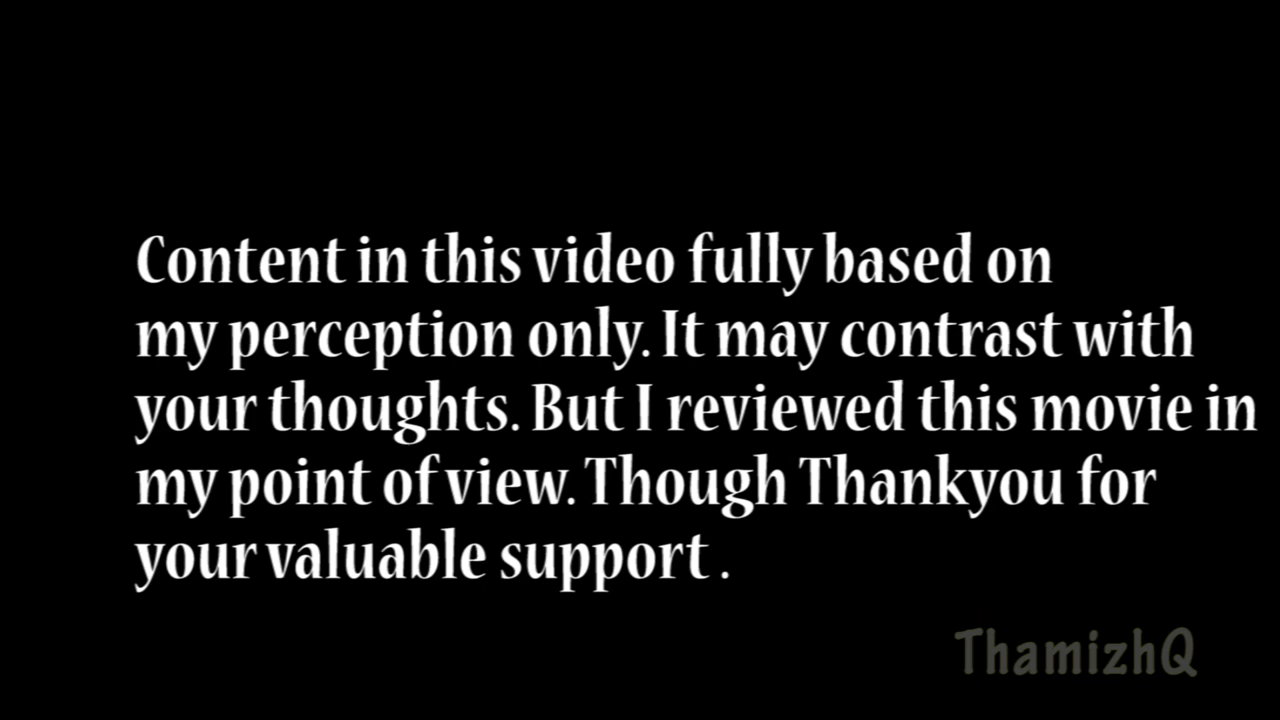 Content in this video fully based on
my perception only. It may contrast with
your thoughts. But I reviewed this movie in
my point of view. Though Thankyou for
your valuable support .
ThamizhQ